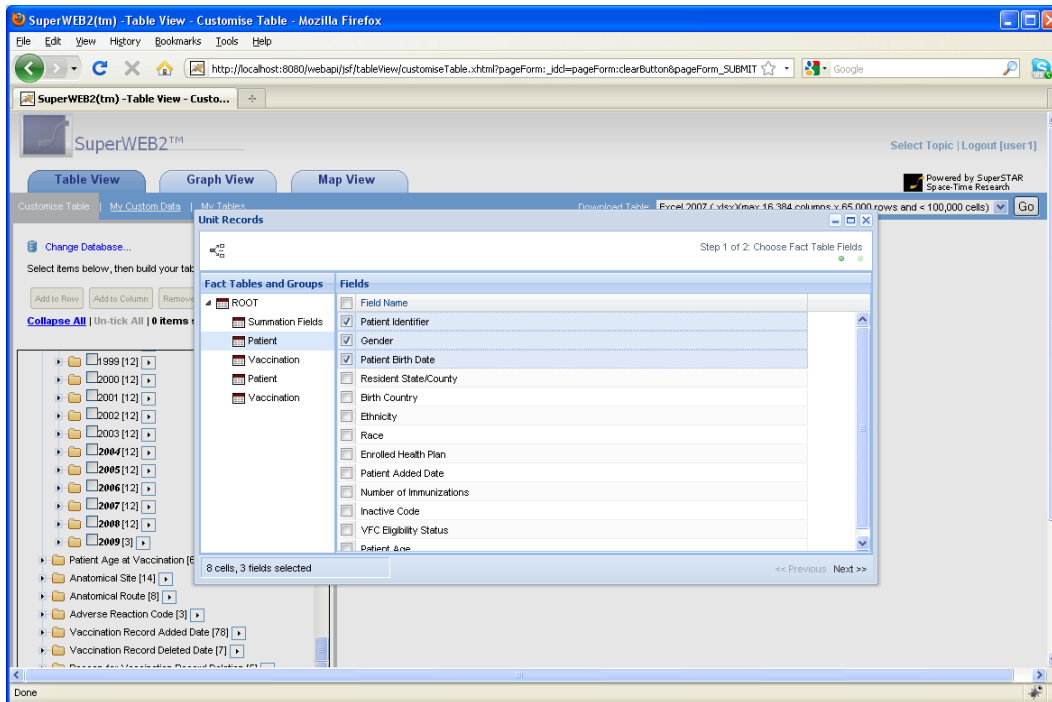 SuperWEB2(tm) -Table View - Customise Table - Mozilla Firefox
File Edit View History Bookmarks Tools Help
http://localhost:8080/webapi/jsf/tableView/customiseTable.xhtml?pageForm:_idcl=pageForm:clearButton&pageForm_SUBMIT
Google
SuperWEB2(tm) -Table View - Custo...
SuperWEB2™
Select Topic | Logout [user1]
Table View Graph View Map View
Powered by SuperSTAR
Space-Time Research
Customise Table | My Custom Data | My Tables
Download Table: Excel 2007 (.xlsx)(max 16,384 columns x 65,000 rows and < 100,000 cells) Go
Unit Records
Change Database...
Select items below, then build your tab
Add to Row Add to Column Remove
Collapse All | Un-tick All | 0 items
Step 1 of 2: Choose Fact Table Fields
Fact Tables and Groups
ROOT
Summation Fields
Patient
Vaccination
Patient
Vaccination
Fields
Field Name
Patient Identifier
Gender
Patient Birth Date
Resident State/County
Birth Country
Ethnicity
Race
Enrolled Health Plan
Patient Added Date
Number of Immunizations
Inactive Code
VFC Eligibility Status
Patient Age
8 cells, 3 fields selected
<< Previous Next >>
1999 [12]
2000 [12]
2001 [12]
2002 [12]
2003 [12]
2004 [12]
2005 [12]
2006 [12]
2007 [12]
2008 [12]
2009 [3]
Patient Age at Vaccination [6
Anatomical Site [14]
Anatomical Route [8]
Adverse Reaction Code [3]
Vaccination Record Added Date [78]
Vaccination Record Deleted Date [7]
Reason for Vaccination Record Deletion
Done